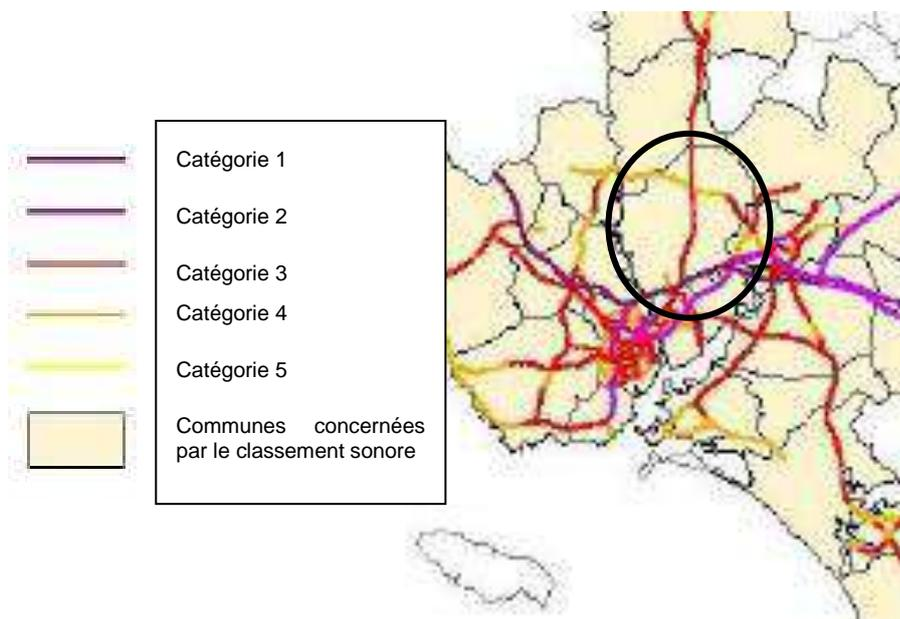 Catégorie 1
Catégorie 2
Catégorie 3
Catégorie 4
Catégorie 5
Communes concernées
par le classement sonore